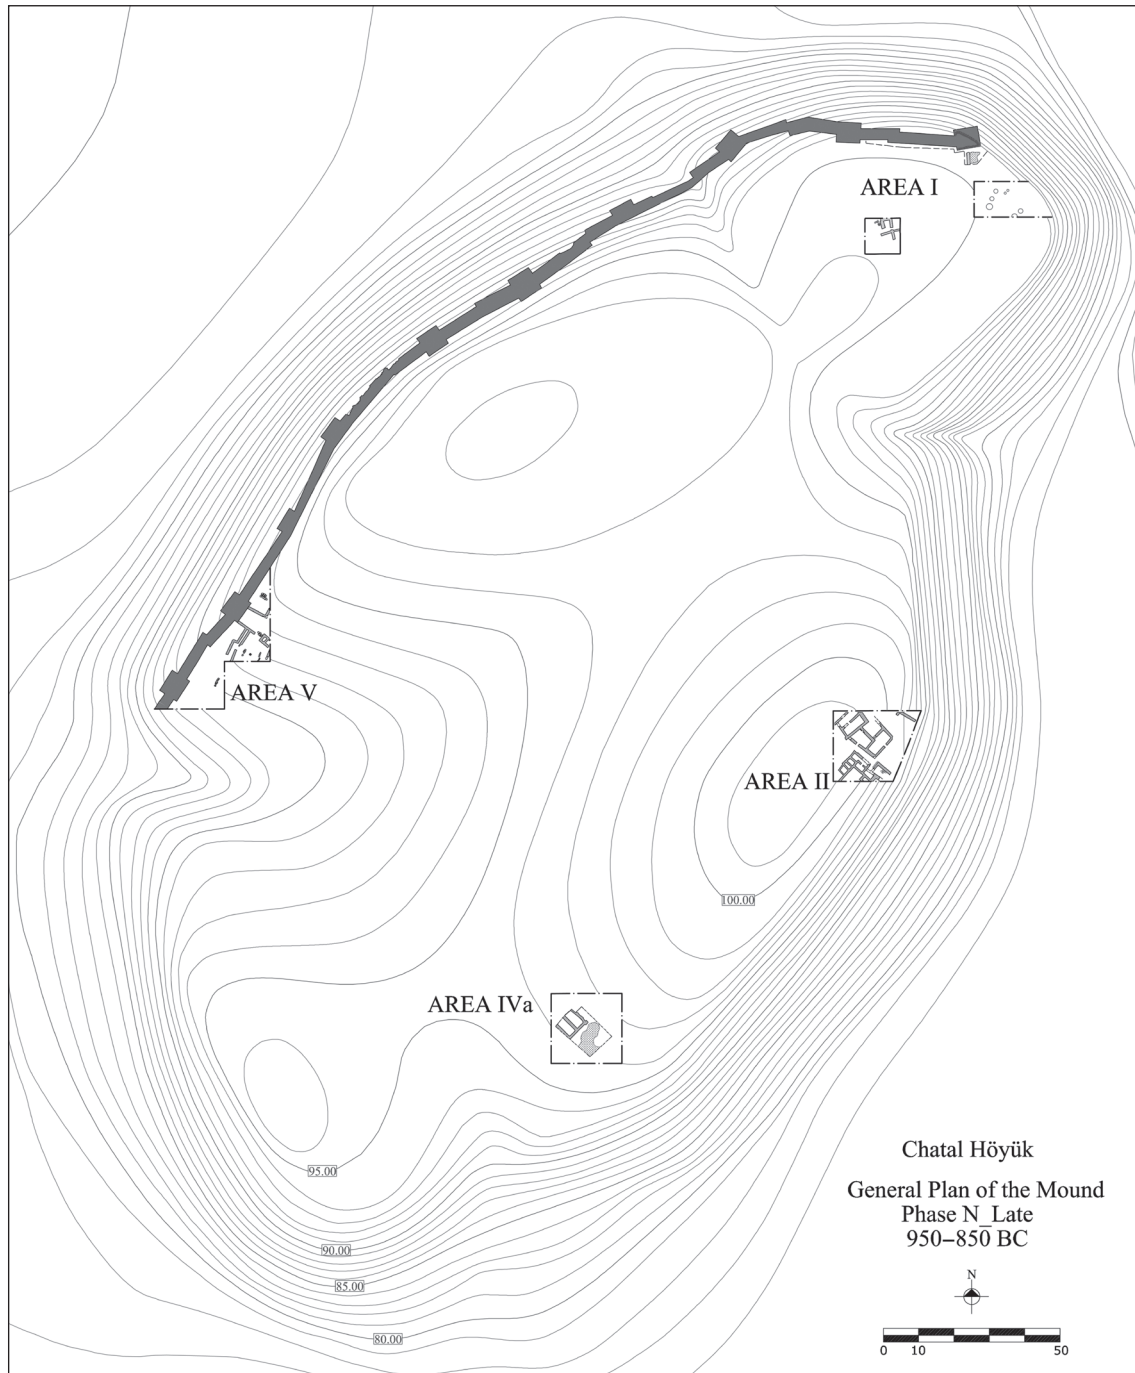 AREA I
AREA V
AREA II
100.00
AREA IVa
95.00
90.00
85.00
80.00
Chatal Höyük
General Plan of the Mound
Phase N_Late
950–850 BC
N
0 10 50